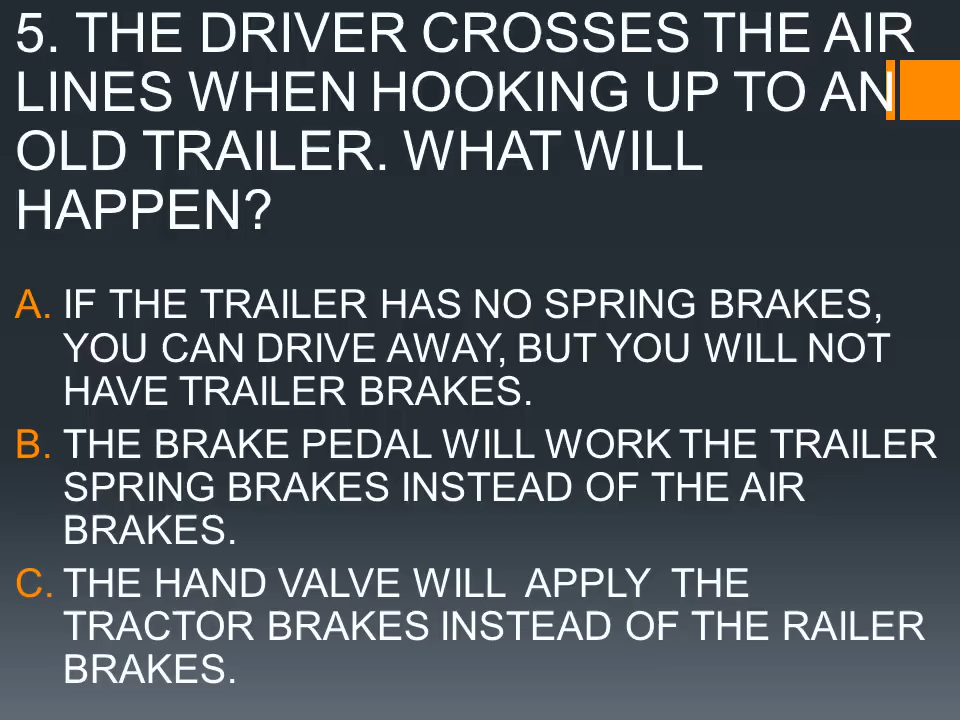 5. THE DRIVER CROSSES THE AIR
LINES WHEN HOOKING UP TO AN
OLD TRAILER. WHAT WILL
HAPPEN?
A. IF THE TRAILER HAS NO SPRING BRAKES,
YOU CAN DRIVE AWAY, BUT YOU WILL NOT
HAVE TRAILER BRAKES.
B. THE BRAKE PEDAL WILL WORK THE TRAILER
SPRING BRAKES INSTEAD OF THE AIR
BRAKES.
C. THE HAND VALVE WILL APPLY THE
TRACTOR BRAKES INSTEAD OF THE RAILER
BRAKES.